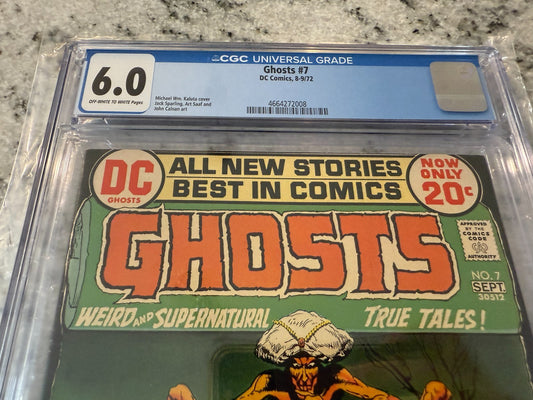 CGC UNIVERSAL GRADE
6.0
OFF-WHITE TO WHITE Pages
Ghosts #7
DC Comics, 8-9/72
Michael Wm. Kaluta cover
Jack Sparling, Art Saaf and
John Calnan art
4664272008
DC
GHOSTS
ALL NEW STORIES
BEST IN COMICS
NOW
ONLY
20¢
GHOSTS
APPROVED
BY THE
COMICS
CODE
AUTHORITY
NO. 7
SEPT.
30512
WEIRD AND SUPERNATURAL
TRUE TALES!